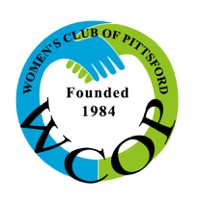 WOMEN'S CLUB OF PITTSFORD
Founded
1984
WCOP